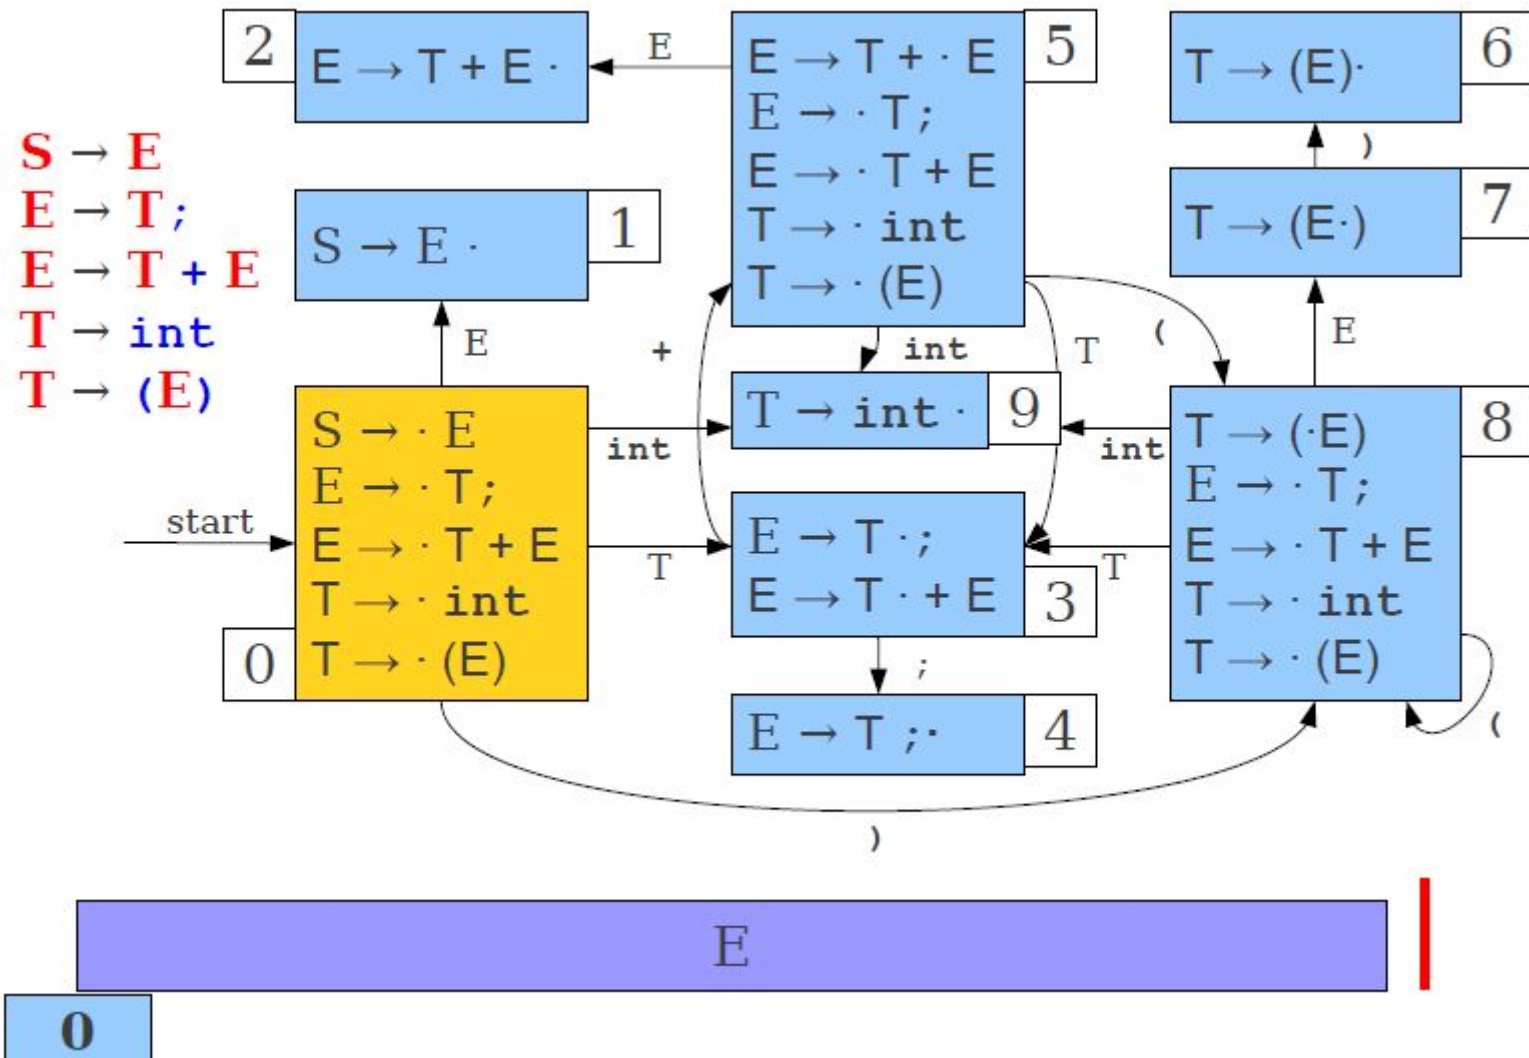 S → E
E → T ;
E → T + E
T → int
T → (E)
2
E → T + E ·
E
5
E → T + · E
E → · T ;
E → · T + E
T → · int
T → · (E)
6
T → (E)·
)
7
T → (E·)
1
S → E ·
E
+
int
T
(
E
start
0
S → · E
E → · T ;
E → · T + E
T → · int
T → · (E)
int
T
9
T → int ·
int
T
3
E → T · ;
E → T · + E
;
4
E → T ; ·
8
T → (·E)
E → · T ;
E → · T + E
T → · int
T → · (E)
(
)
E
0